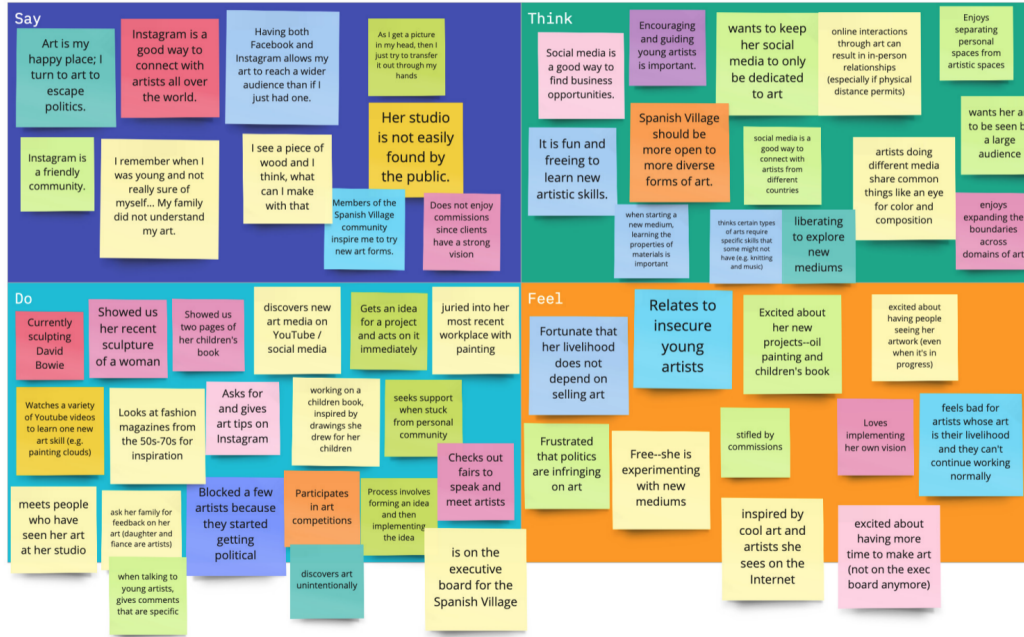 Say
Art is my
happy place; I
turn to art to
escape
politics.
Instagram is a
good way to
connect with
artists all over
the world.
Having both
Facebook and
Instagram allows my
art to reach a wider
audience than if I
just had one.
As I get a picture
in my head, then I
just try to transfer
it out through my
hands
Instagram is
a friendly
community.
I remember when I
was young and not
really sure of
myself... My family
did not understand
my art.
I see a piece of
wood and I
think, what
can I make
with that
Her studio
is not easily
found by
the public.
Members of the
Spanish Village
community
inspire me to try
new art forms.
Does not enjoy
commissions
since clients
have a strong
vision
Think
Social media is
a good way to
find business
opportunities.
Encouraging
and guiding
young artists
is important.
wants to keep
her social
media to only
be dedicated
to art
online interactions
through art can
result in in-person
relationships
(especially if physical
distance permits)
Enjoys
separating
personal
spaces from
artistic spaces
It is fun and
freeing to
learn new
artistic skills.
Spanish Village
should be
more open to
more diverse
forms of art.
social media is a
good way to
connect with
artists from
different
countries
artists doing
different media
share common
things like an eye
for color and
composition
wants her a
to be seen b
a large
audience
when starting a
new medium,
learning the
properties of
materials is
important
thinks certain types
of arts require
specific skills that
some might not
have (e.g. knitting
and music)
liberating
to explore
new
mediums
enjoys
expanding the
boundaries
across
domains of art
Do
Currently
sculpting
David
Bowie
Showed us
her recent
sculpture
of a woman
Showed us
two pages of
her children's
book
discovers new
art media on
YouTube /
social media
Gets an idea
for a project
and acts on it
immediately
juried into her
most recent
workplace with
painting
Watches a variety
of Youtube videos
to learn one new
art skill (e.g.
painting clouds)
Looks at fashion
magazines from
the 50s-70s for
inspiration
Asks for
and gives
art tips on
Instagram
working on a
children book,
inspired by
drawings she
drew for her
children
seeks support
when stuck
from personal
community
Checks out
fairs to
speak and
meet artists
meets people
who have
seen her art
at her studio
ask her family for
feedback on her
art (daughter and
fiance are artists)
Blocked a few
artists because
they started
getting
political
Participates
in art
competitions
Process involves
forming an idea
and then
implementing
the idea
when talking to
young artists,
gives comments
that are specific
discovers art
unintentionally
is on the
executive
board for the
Spanish Village
Feel
Fortunate that
her livelihood
does not
depend on
selling art
Relates to
insecure
young
artists
Excited about
her new
projects--oil
painting and
children's book
excited about
having people
seeing her
artwork (even
when it's in
progress)
Frustrated
that politics
are infringing
on art
Free--she is
experimenting
with new
mediums
stifled by
commissions
Loves
implementing
her own vision
feels bad for
artists whose art
is their livelihood
and they can't
continue working
normally
inspired by
cool art and
artists she
sees on the
Internet
excited about
having more
time to make art
(not on the exec
board anymore)